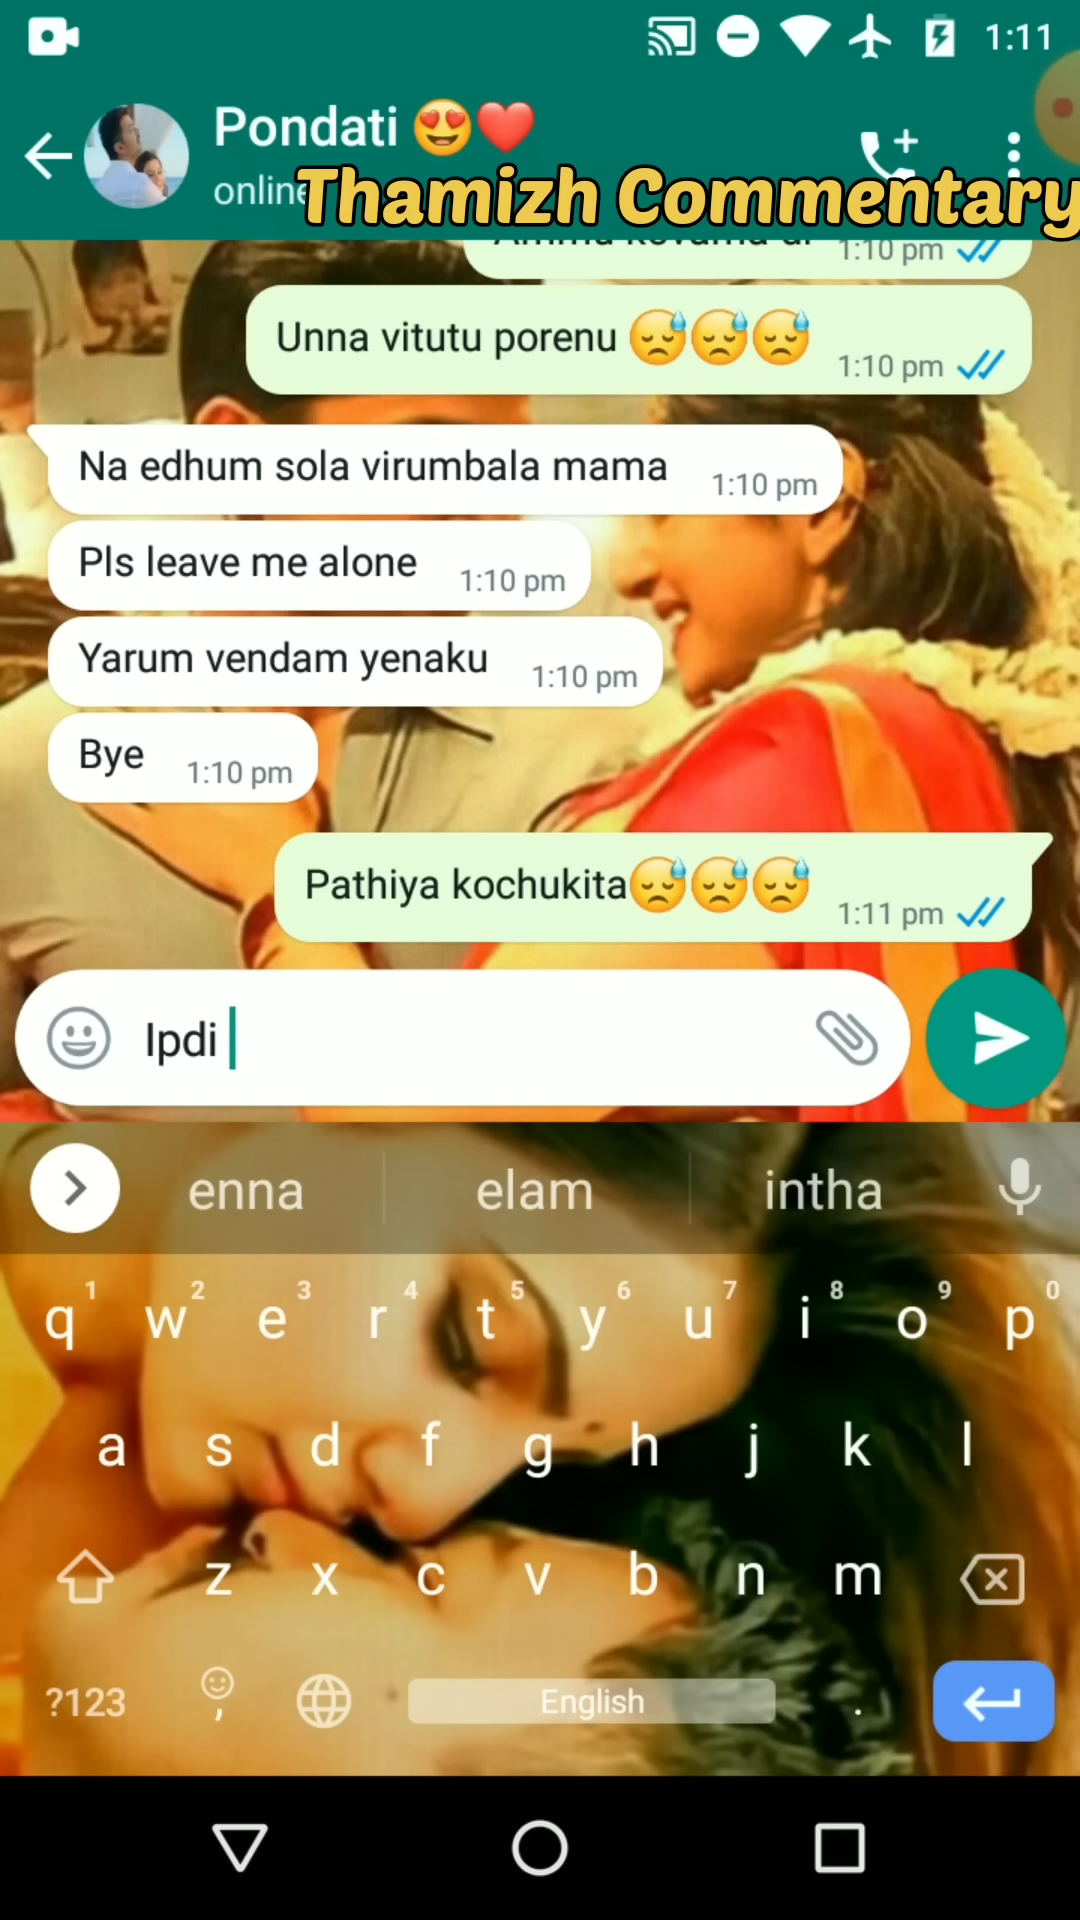 1:11
Pondati 😍❤️
online
Thamizh Commentary
1:10 pm
Unna vitutu porenu 😓😓😓
1:10 pm
Na edhum sola virumbala mama
1:10 pm
Pls leave me alone
1:10 pm
Yarum vendam yenaku
1:10 pm
Bye
1:10 pm
Pathiya kochukita😓😓😓
1:11 pm
Ipdi
enna elam intha
1 2 3 4 5 6 7 8 9 0
q w e r t y u i o p
a s d f g h j k l
z x c v b n m
?123 , English .